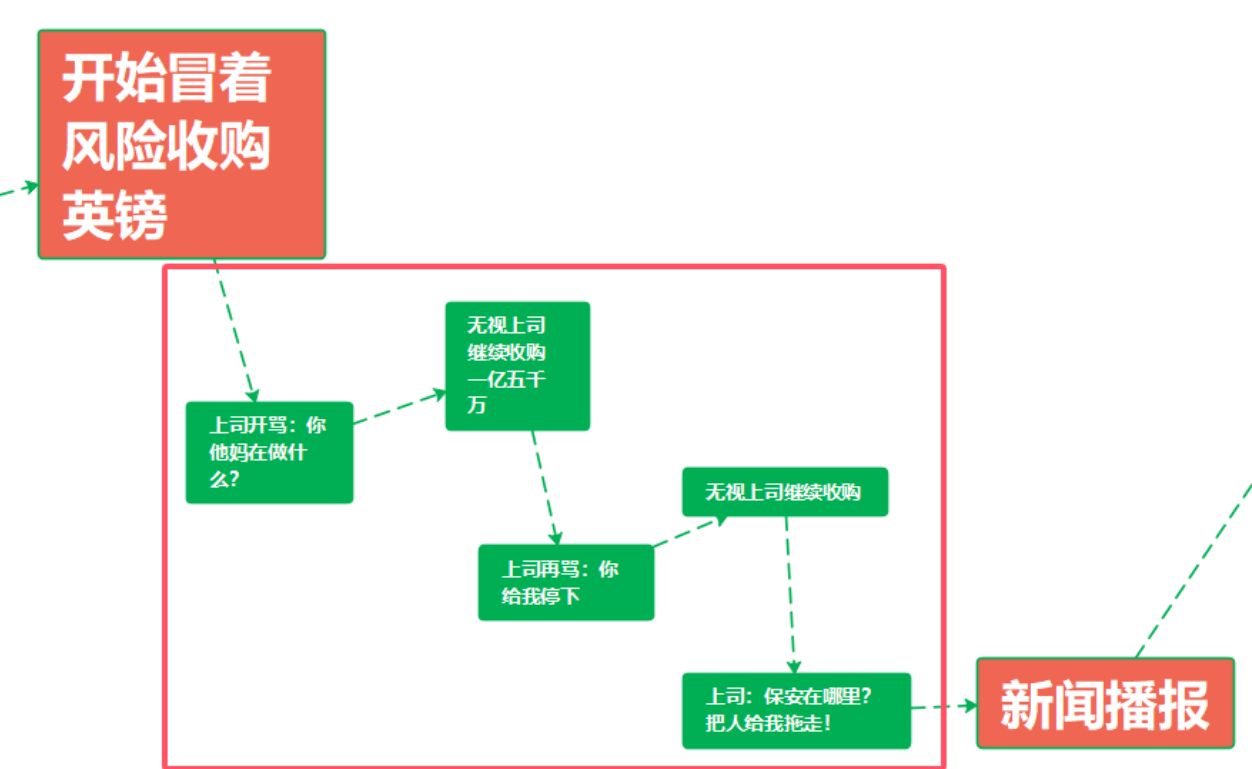 开始冒着
风险收购
英镑
无视上司
继续收购
一亿五千
万
上司开骂：你
他妈在做什
么？
无视上司继续收购
上司再骂：你
给我停下
上司：保安在哪里？
把人给我拖走！
新闻播报